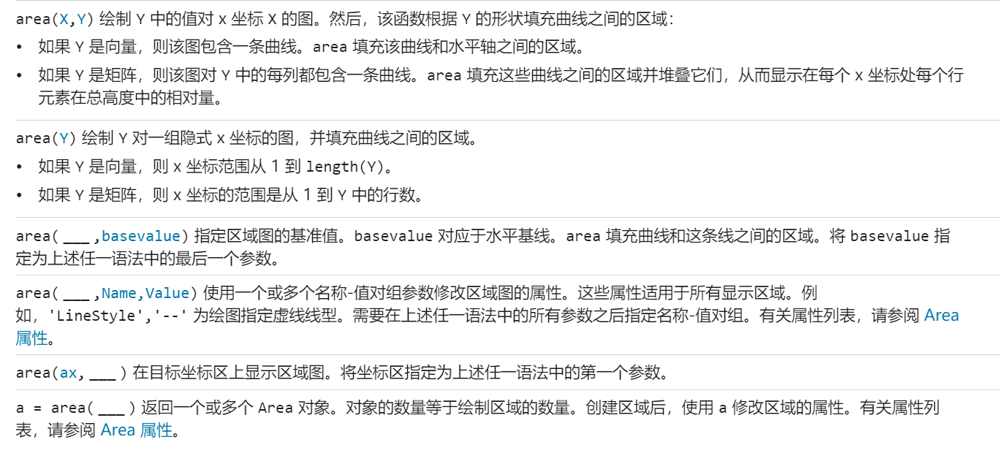 area(X,Y) 绘制 Y 中的值对 x 坐标 X 的图。然后，该函数根据 Y 的形状填充曲线之间的区域：
• 如果 Y 是向量，则该图包含一条曲线。area 填充该曲线和水平轴之间的区域。
• 如果 Y 是矩阵，则该图对 Y 中的每列都包含一条曲线。area 填充这些曲线之间的区域并堆叠它们，从而显示在每个 x 坐标处每个行
元素在总高度中的相对量。
area(Y) 绘制 Y 对一组隐式 x 坐标的图，并填充曲线之间的区域。
• 如果 Y 是向量，则 x 坐标范围从 1 到 length(Y)。
• 如果 Y 是矩阵，则 x 坐标的范围是从 1 到 Y 中的行数。
area( ___ ,basevalue) 指定区域图的基准值。basevalue 对应于水平基线。area 填充曲线和这条线之间的区域。将 basevalue 指
定为上述任一语法中的最后一个参数。
area( ___ ,Name,Value) 使用一个或多个名称-值对组参数修改区域图的属性。这些属性适用于所有显示区域。例
如，'LineStyle','--' 为绘图指定虚线线型。需要在上述任一语法中的所有参数之后指定名称-值对组。有关属性列表，请参阅 Area
属性。
area(ax, ___ ) 在目标坐标区上显示区域图。将坐标区指定为上述任一语法中的第一个参数。
a = area( ___ ) 返回一个或多个 Area 对象。对象的数量等于绘制区域的数量。创建区域后，使用 a 修改区域的属性。有关属性列
表，请参阅 Area 属性。